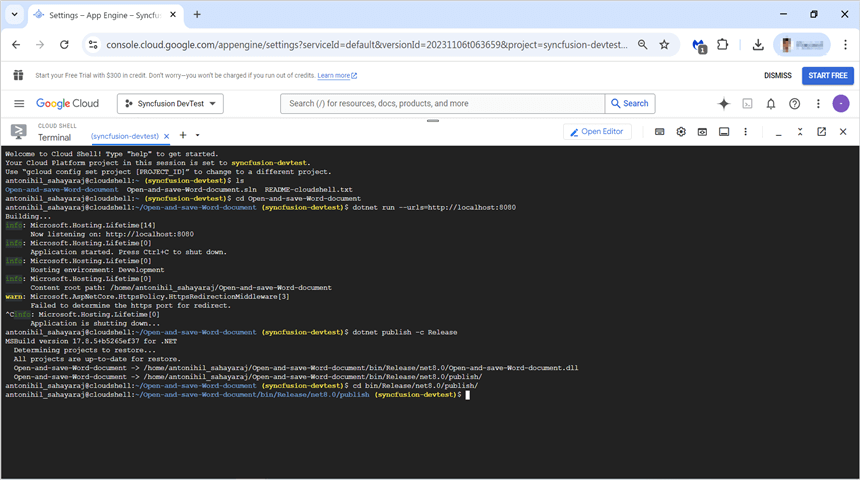 Settings – App Engine – Syncfus
console.cloud.google.com/appengine/settings?serviceId=default&versionId=20231106t063659&project=syncfusion-devtest...
1
Start your Free Trial with $300 in credit. Don't worry—you won't be charged if you run out of credits. Learn more
DISMISS
START FREE
Google Cloud
Syncfusion DevTest
Search (/) for resources, docs, products, and more
Search
CLOUD SHELL
Terminal
(syncfusion-devtest)
Open Editor
Welcome to Cloud Shell! Type "help" to get started.
Your Cloud Platform project in this session is set to syncfusion-devtest.
Use "gcloud config set project [PROJECT_ID]" to change to a different project.
antonihil_sahayaraj@cloudshell:~ (syncfusion-devtest)$ ls
Open-and-save-Word-document  Open-and-save-Word-document.sln  README-cloudshell.txt
antonihil_sahayaraj@cloudshell:~ (syncfusion-devtest)$ cd Open-and-save-Word-document
antonihil_sahayaraj@cloudshell:~/Open-and-save-Word-document (syncfusion-devtest)$ dotnet run --urls=http://localhost:8080
Building...
info: Microsoft.Hosting.Lifetime[14]
Now listening on: http://localhost:8080
info: Microsoft.Hosting.Lifetime[0]
Application started. Press Ctrl+C to shut down.
info: Microsoft.Hosting.Lifetime[0]
Hosting environment: Development
info: Microsoft.Hosting.Lifetime[0]
Content root path: /home/antonihil_sahayaraj/Open-and-save-Word-document
warn: Microsoft.AspNetCore.HttpsPolicy.HttpsRedirectionMiddleware[3]
Failed to determine the https port for redirect.
^Cinfo: Microsoft.Hosting.Lifetime[0]
Application is shutting down...
antonihil_sahayaraj@cloudshell:~/Open-and-save-Word-document (syncfusion-devtest)$ dotnet publish -c Release
MSBuild version 17.8.5+b5265ef37 for .NET
Determining projects to restore...
All projects are up-to-date for restore.
Open-and-save-Word-document -> /home/antonihil_sahayaraj/Open-and-save-Word-document/bin/Release/net8.0/Open-and-save-Word-document.dll
Open-and-save-Word-document -> /home/antonihil_sahayaraj/Open-and-save-Word-document/bin/Release/net8.0/publish/
antonihil_sahayaraj@cloudshell:~/Open-and-save-Word-document (syncfusion-devtest)$ cd bin/Release/net8.0/publish/
antonihil_sahayaraj@cloudshell:~/Open-and-save-Word-document/bin/Release/net8.0/publish (syncfusion-devtest)$